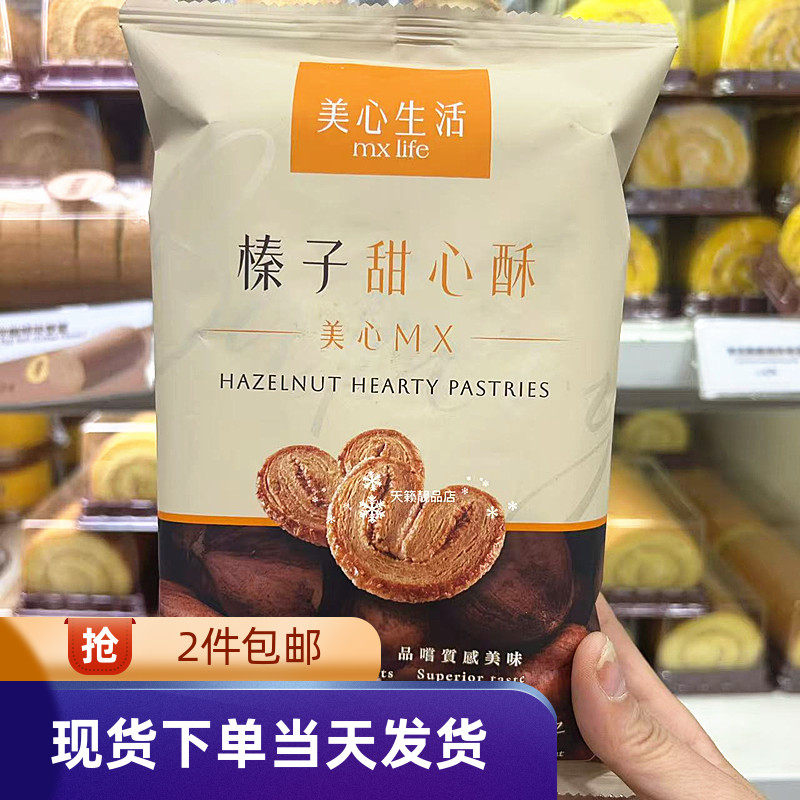 美心生活
mx life
榛子甜心酥
美心MX
HAZELNUT HEARTY PASTRIES
天籁靓品店
品嚐質感美味
Superior taste
抢
2件包邮
现货下单当天发货